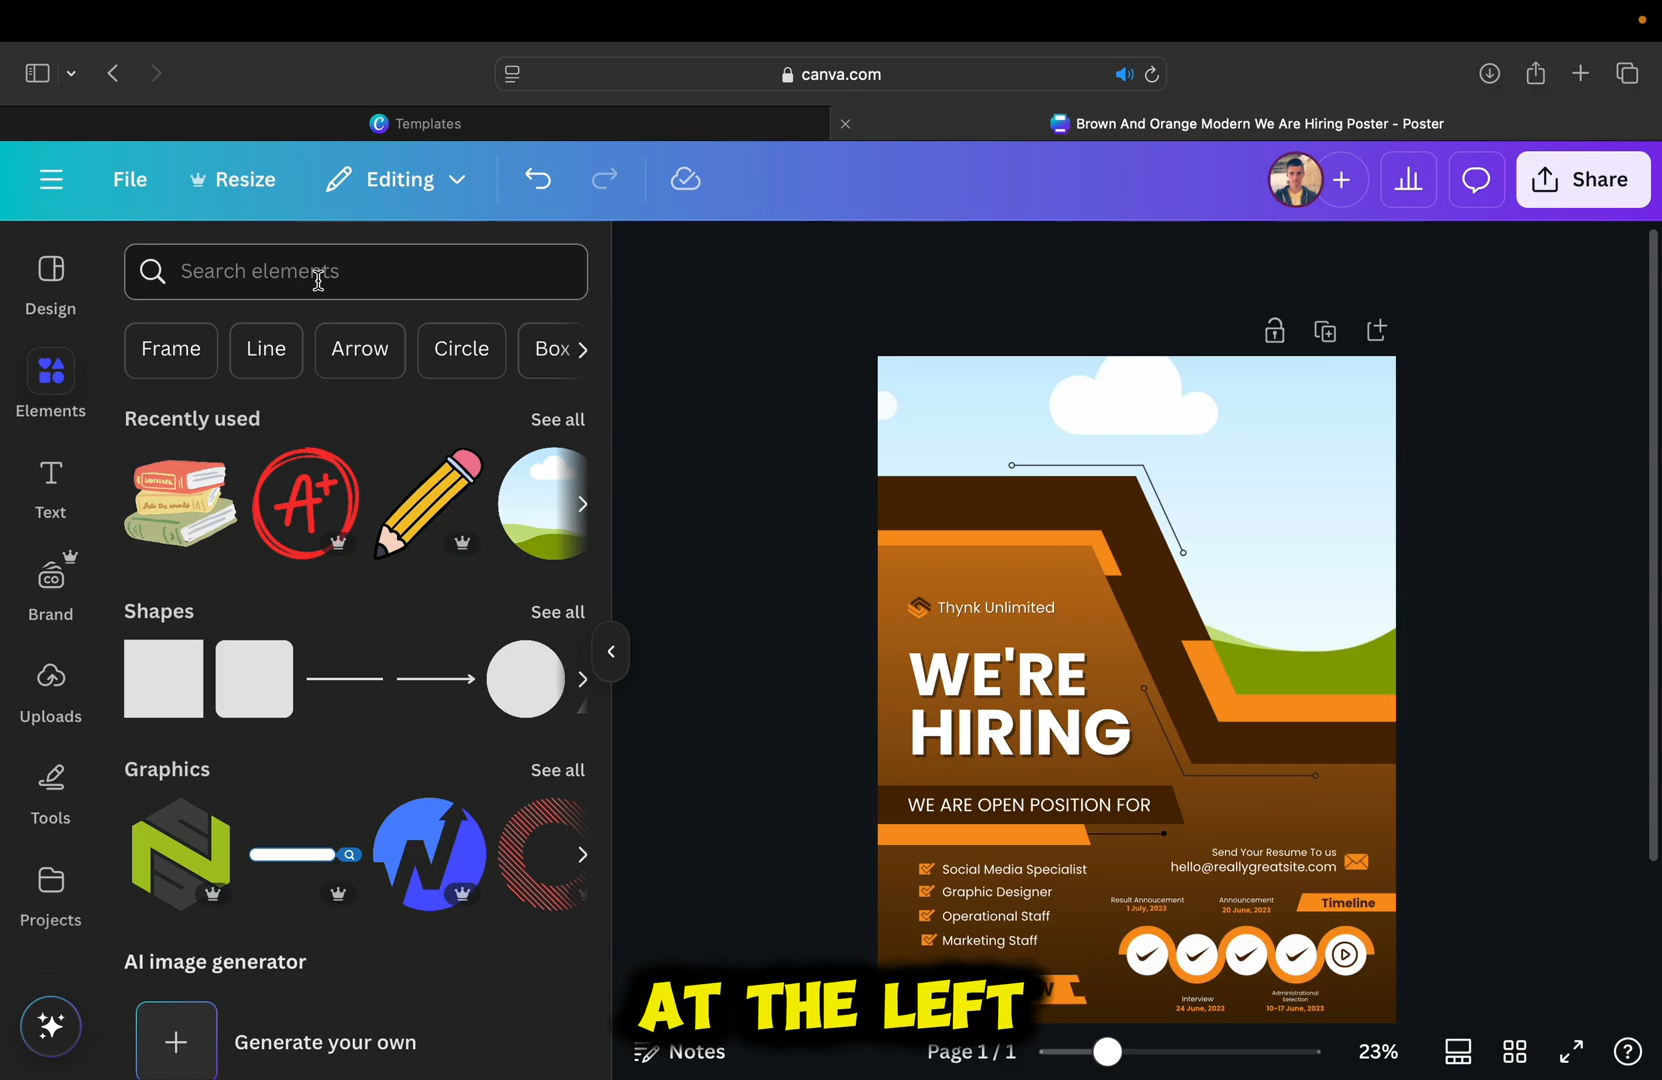 canva.com
Templates
Brown And Orange Modern We Are Hiring Poster - Poster
File
Resize
Editing
Share
Design
Elements
Text
Brand
Uploads
Tools
Projects
Search elements
Frame
Line
Arrow
Circle
Box
Recently used
See all
A+
Shapes
See all
Graphics
See all
AI image generator
Generate your own
Thynk Unlimited
WE'RE
HIRING
WE ARE OPEN POSITION FOR
Social Media Specialist
Graphic Designer
Operational Staff
Marketing Staff
Send Your Resume To us
hello@reallygreatsite.com
Timeline
Result Annoucement
1 July, 2023
Announcement
20 June, 2023
Interview
24 June, 2023
Administrational
Selection
10-17 June, 2023
AT THE LEFT
Notes
Page 1 / 1
23%